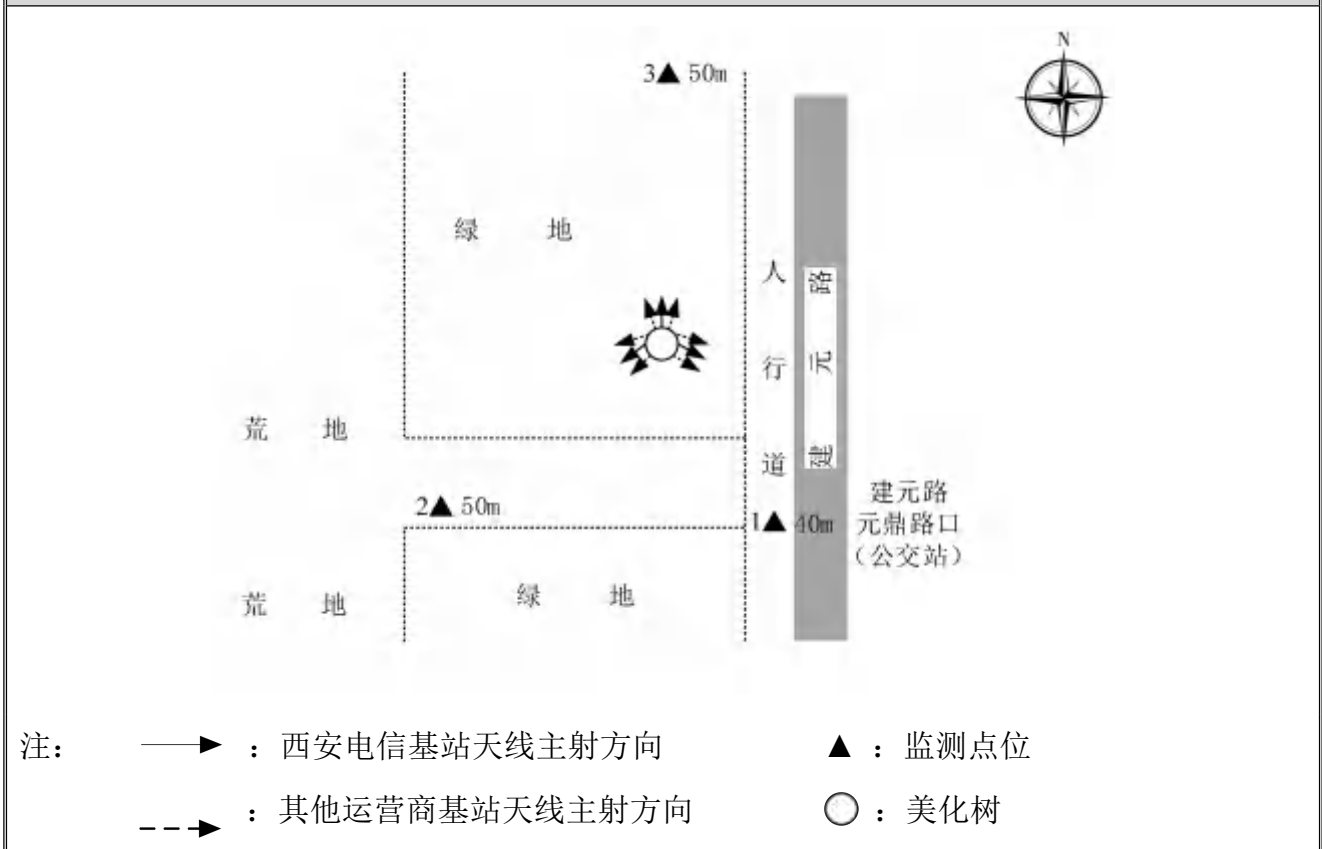 N
3▲ 50m
绿 地
人行道
建元路
荒 地
2▲ 50m
1▲ 40m
建元路
元鼎路口
（公交站）
荒 地
绿 地
注： ：西安电信基站天线主射方向 ▲ ：监测点位
：其他运营商基站天线主射方向 ：美化树